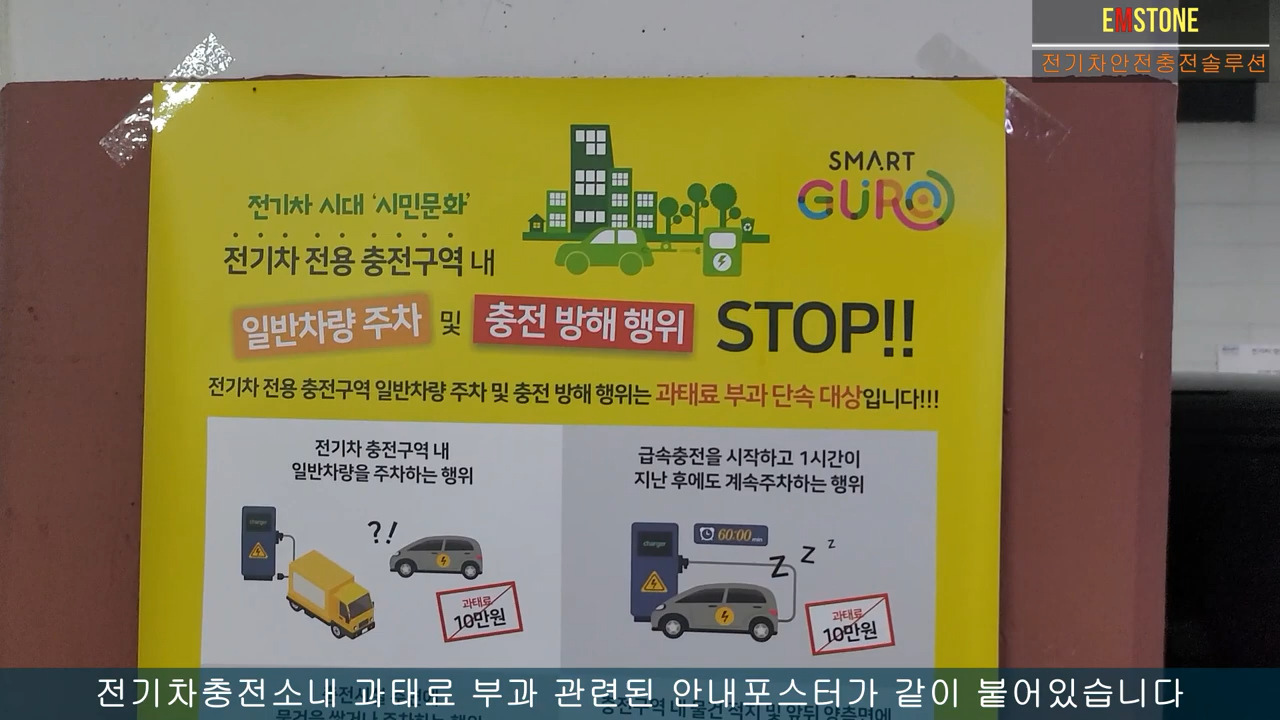 EMSTONE
전기차안전충전솔루션
SMART
GURO
전기차 시대 '시민문화'
전기차 전용 충전구역 내
일반차량 주차 및 충전 방해 행위 STOP!!
전기차 전용 충전구역 일반차량 주차 및 충전 방해 행위는 과태료 부과 단속 대상입니다!!!
전기차 충전구역 내
일반차량을 주차하는 행위
charger
?!
과태료
10만원
급속충전을 시작하고 1시간이
지난 후에도 계속주차하는 행위
60:00 min
charger
z z z
과태료
10만원
전기차충전소내 과태료 부과 관련된 안내포스터가 같이 붙어있습니다